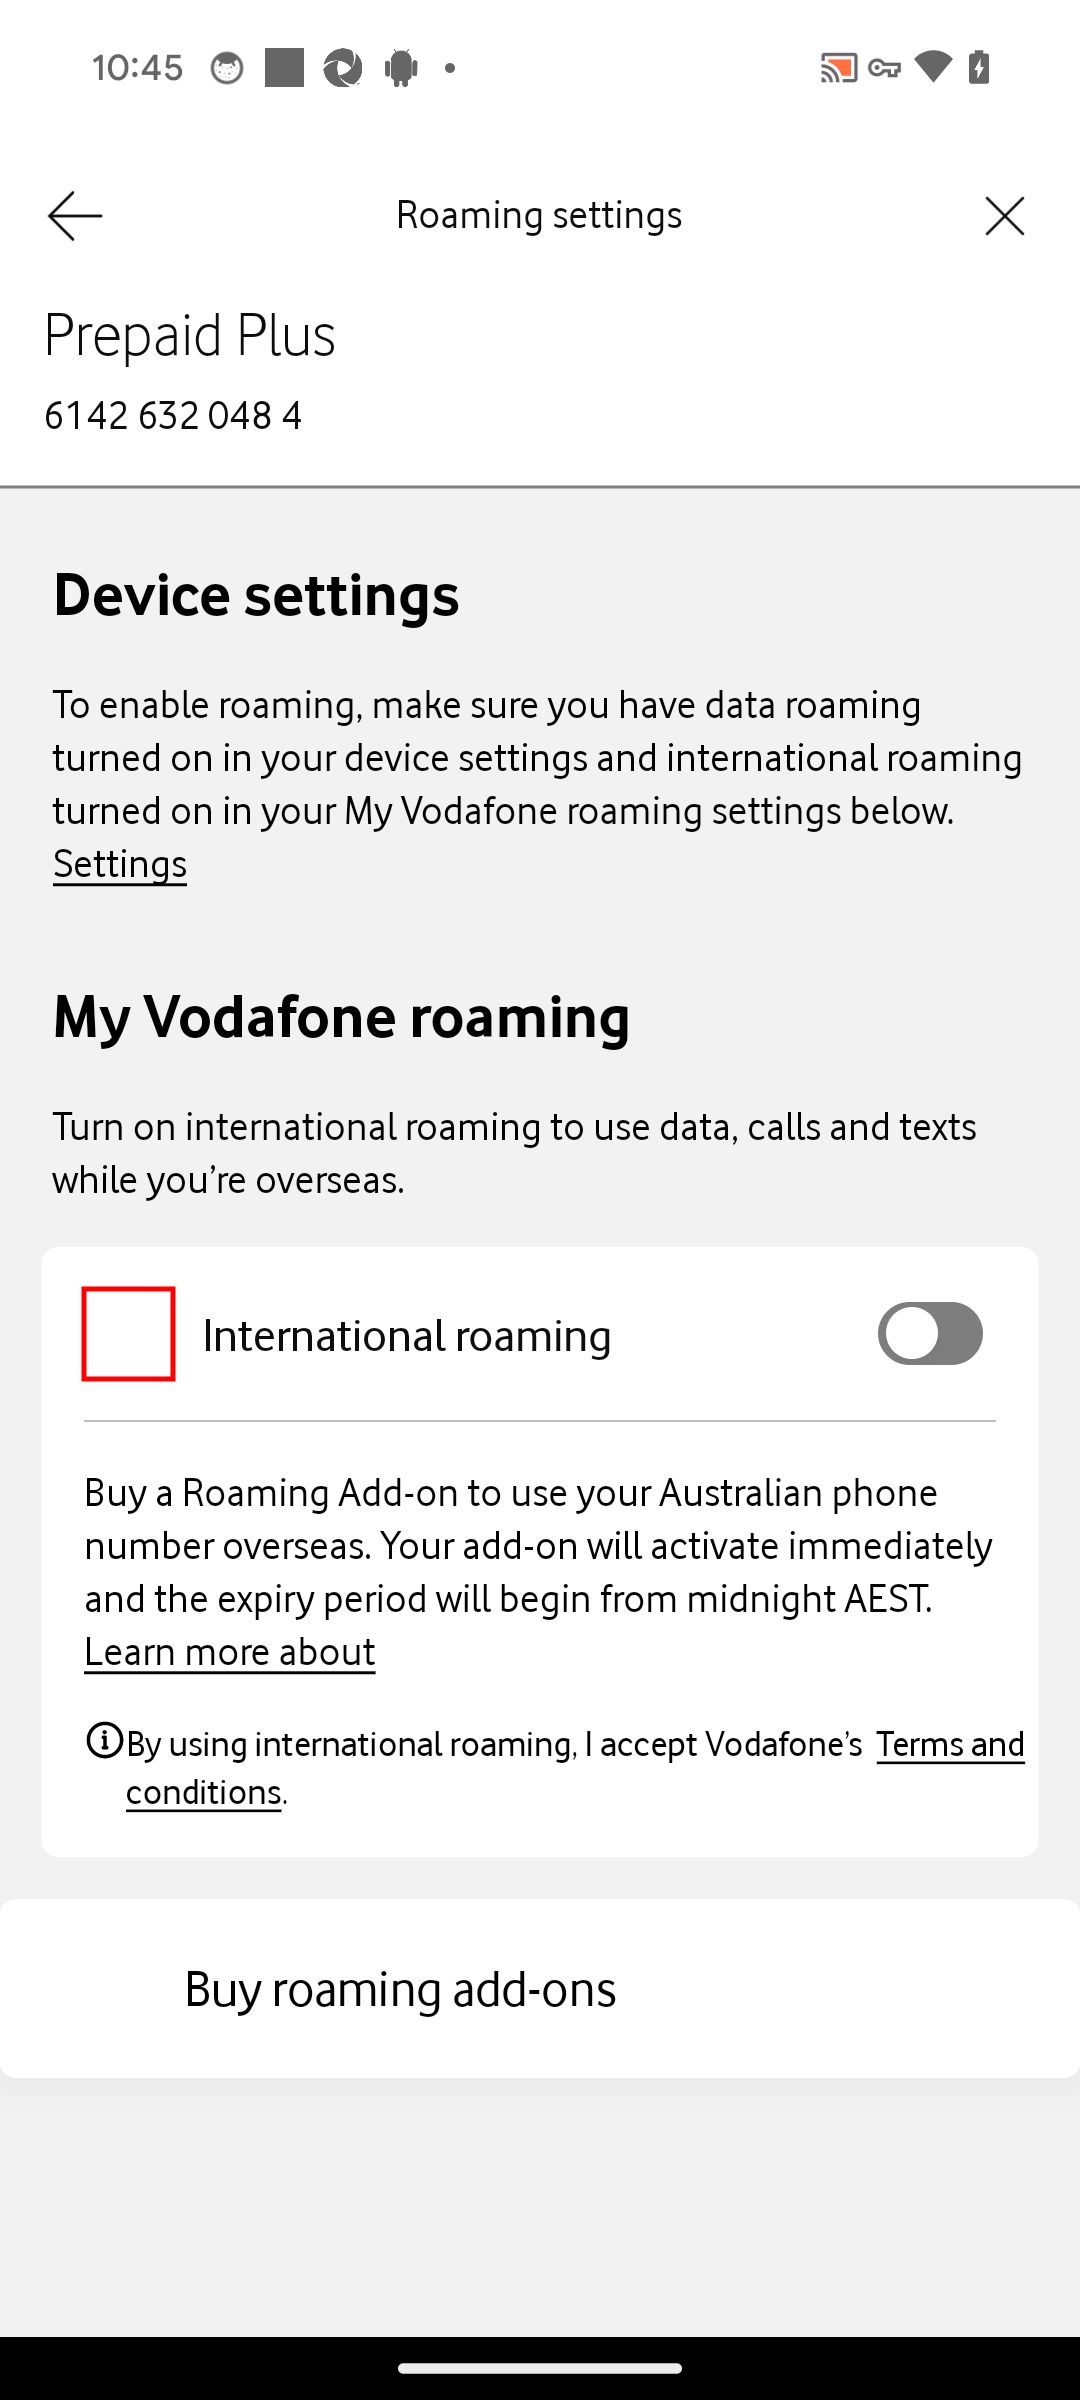 10:45
Roaming settings
Prepaid Plus
6142 632 048 4
Device settings
To enable roaming, make sure you have data roaming
turned on in your device settings and international roaming
turned on in your My Vodafone roaming settings below.
Settings
My Vodafone roaming
Turn on international roaming to use data, calls and texts
while you’re overseas.
International roaming
Buy a Roaming Add-on to use your Australian phone
number overseas. Your add-on will activate immediately
and the expiry period will begin from midnight AEST.
Learn more about
By using international roaming, I accept Vodafone’s Terms and
conditions.
Buy roaming add-ons